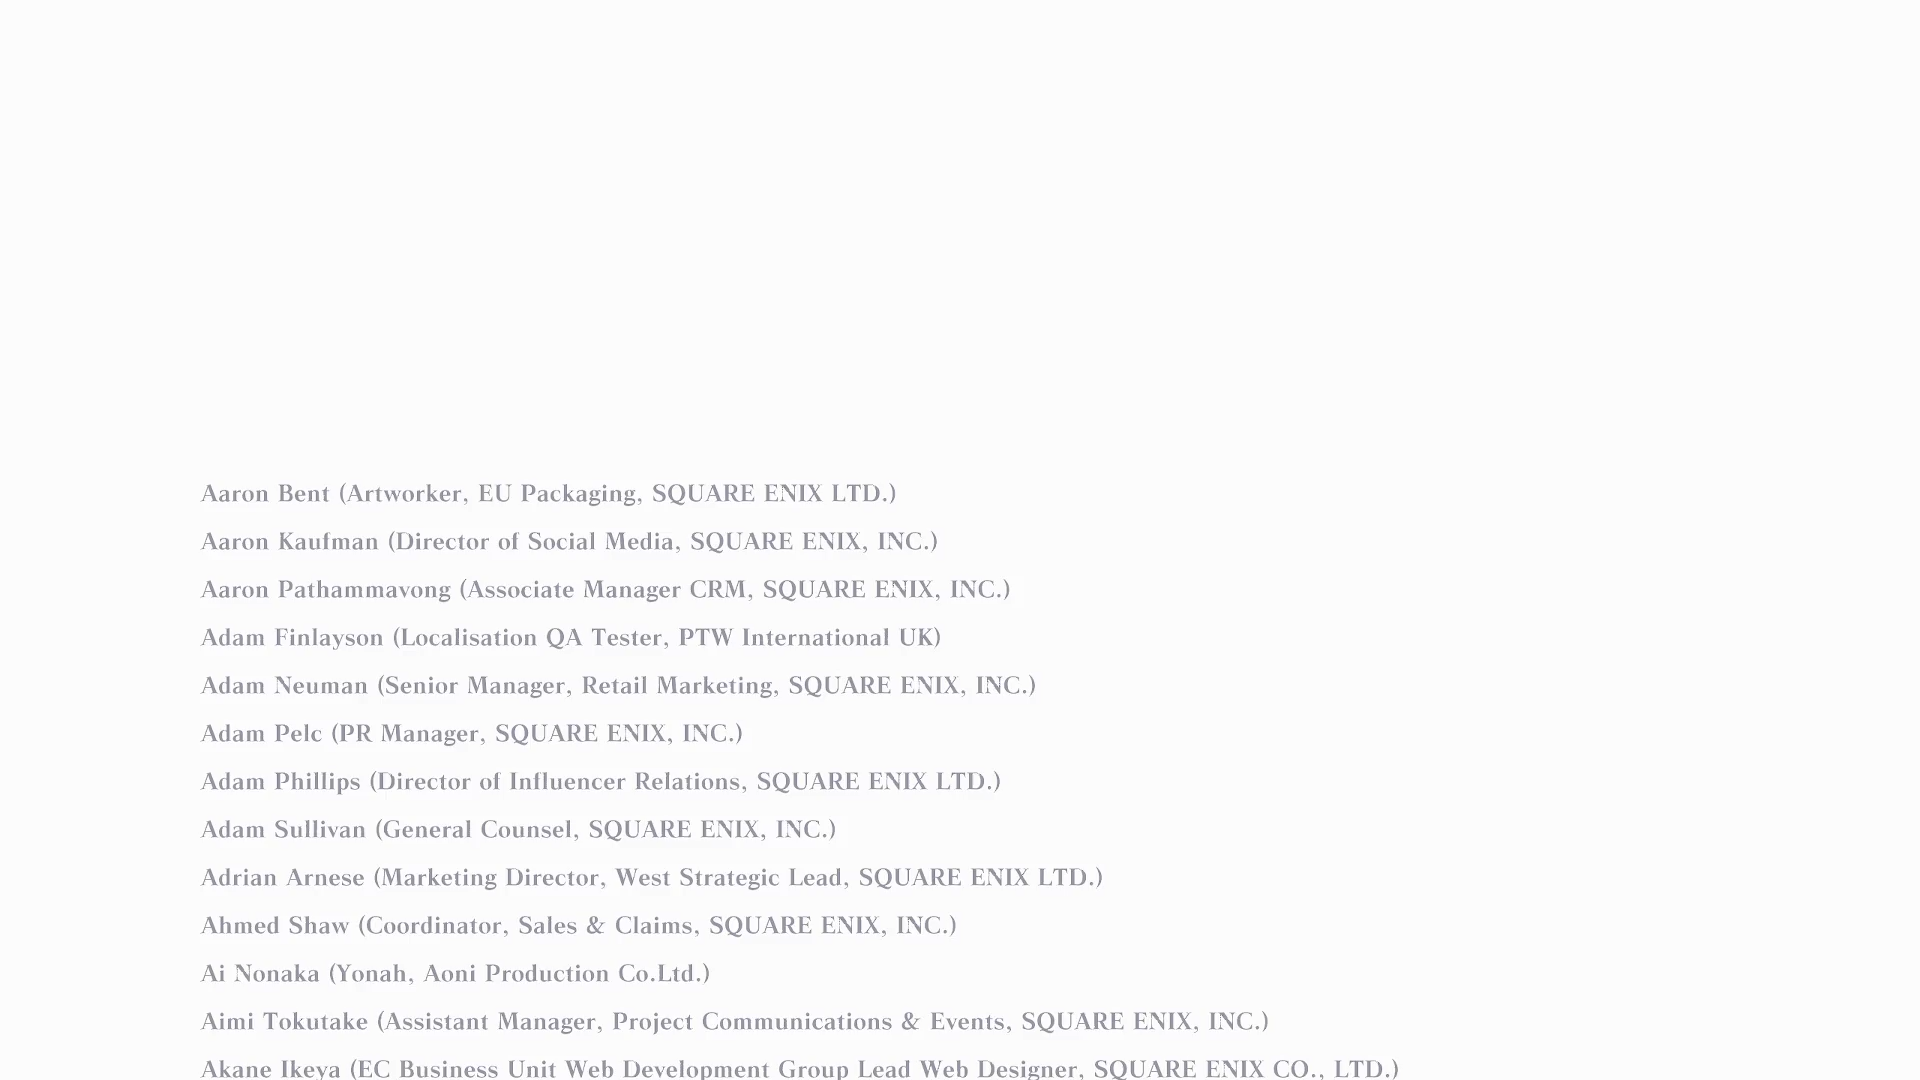 Aaron Bent (Artworker, EU Packaging, SQUARE ENIX LTD.)
Aaron Kaufman (Director of Social Media, SQUARE ENIX, INC.)
Aaron Pathammavong (Associate Manager CRM, SQUARE ENIX, INC.)
Adam Finlayson (Localisation QA Tester, PTW International UK)
Adam Neuman (Senior Manager, Retail Marketing, SQUARE ENIX, INC.)
Adam Pelc (PR Manager, SQUARE ENIX, INC.)
Adam Phillips (Director of Influencer Relations, SQUARE ENIX LTD.)
Adam Sullivan (General Counsel, SQUARE ENIX, INC.)
Adrian Arnese (Marketing Director, West Strategic Lead, SQUARE ENIX LTD.)
Ahmed Shaw (Coordinator, Sales & Claims, SQUARE ENIX, INC.)
Ai Nonaka (Yonah, Aoni Production Co.Ltd.)
Aimi Tokutake (Assistant Manager, Project Communications & Events, SQUARE ENIX, INC.)
Akane Ikeya (EC Business Unit Web Development Group Lead Web Designer, SQUARE ENIX CO., LTD.)